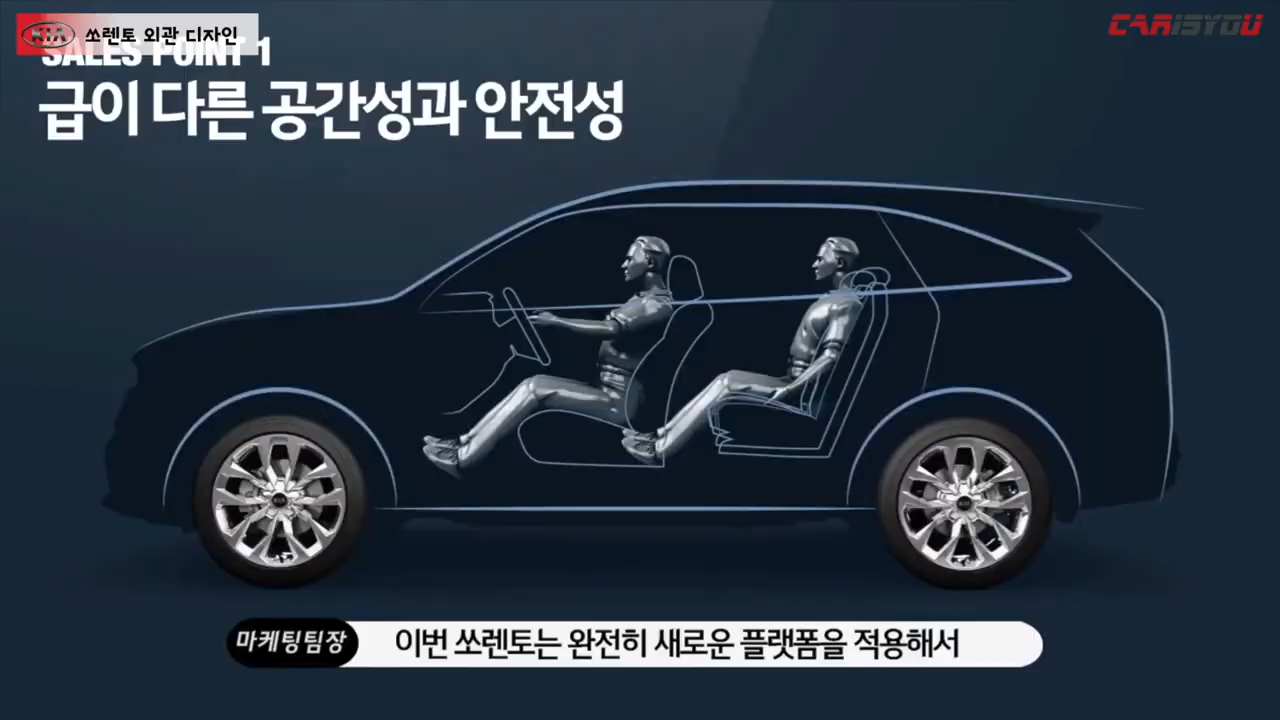 KIA 쏘렌토 외관 디자인
CARISYOU
SALES POINT 1
급이 다른 공간성과 안전성
마케팅팀장 이번 쏘렌토는 완전히 새로운 플랫폼을 적용해서
KIA
KIA